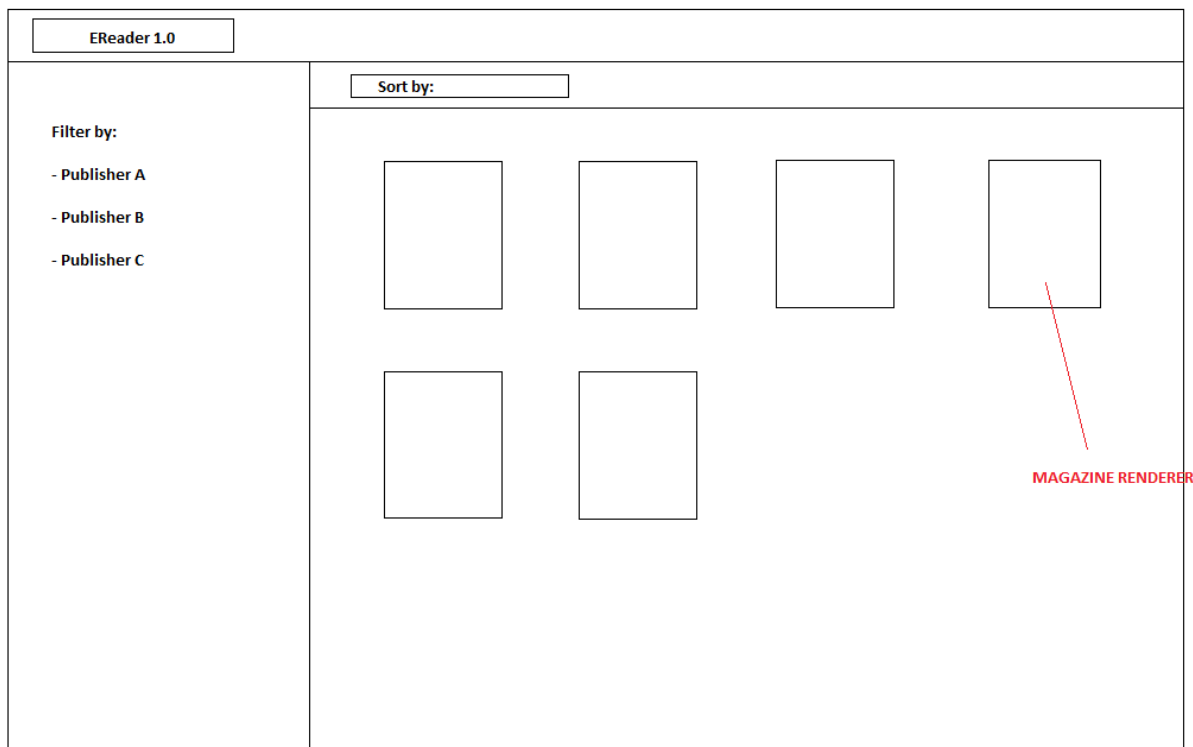 EReader 1.0
Sort by:
Filter by:
- Publisher A
- Publisher B
- Publisher C
MAGAZINE RENDERER